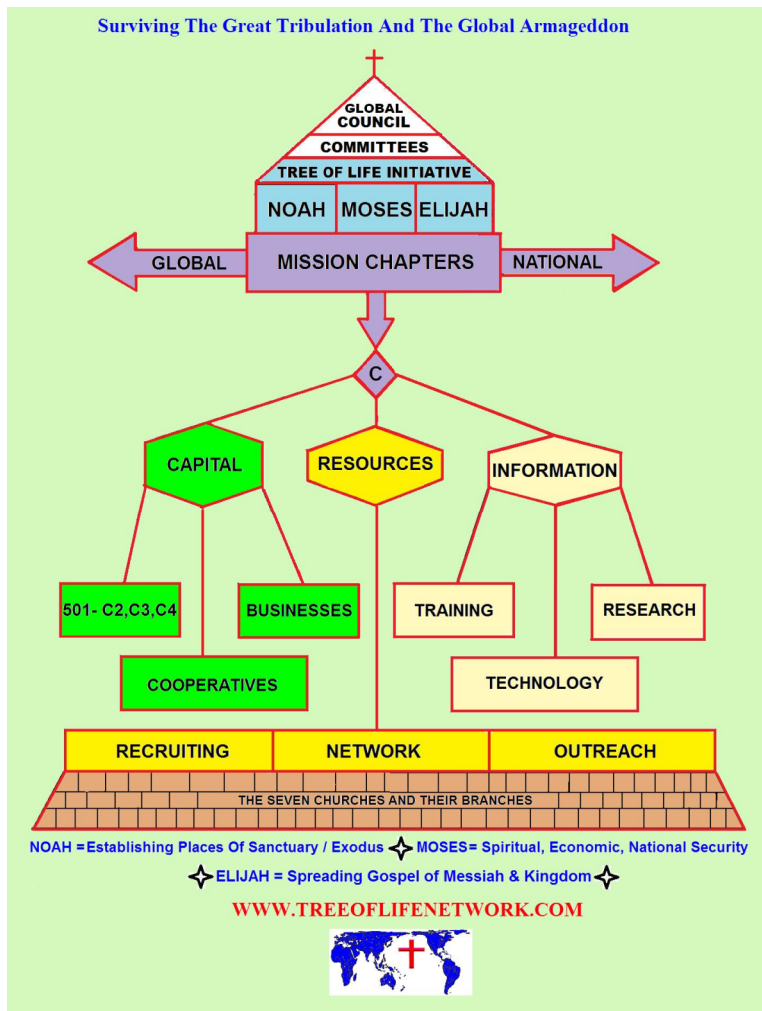 Surviving The Great Tribulation And The Global Armageddon
GLOBAL
COUNCIL
COMMITTEES
TREE OF LIFE INITIATIVE
NOAH MOSES ELIJAH
GLOBAL MISSION CHAPTERS NATIONAL
C
CAPITAL RESOURCES INFORMATION
501- C2,C3,C4 BUSINESSES TRAINING RESEARCH
COOPERATIVES TECHNOLOGY
RECRUITING NETWORK OUTREACH
THE SEVEN CHURCHES AND THEIR BRANCHES
NOAH =Establishing Places Of Sanctuary / Exodus MOSES= Spiritual, Economic, National Security
ELIJAH = Spreading Gospel of Messiah & Kingdom
WWW.TREEOFLIFENETWORK.COM